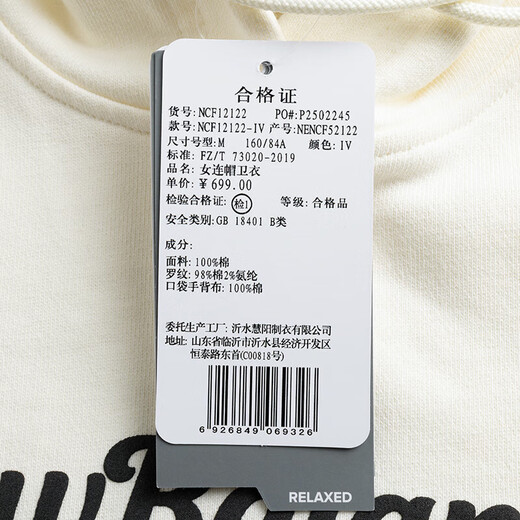 合格证
货号: NCF12122 PO#:P2502245
款号:NCF12122-IV 产号:NENCF52122
尺寸号型:M 160/84A 颜色:IV
标准: FZ/T 73020-2019
品名: 女连帽卫衣
单价:¥699.00
检验合格证: 检1 等级: 合格品
安全类别:GB 18401 B类
成分:
面料: 100%棉
罗纹: 98%棉2%氨纶
口袋手背布: 100%棉
委托生产工厂: 沂水慧阳制衣有限公司
地址: 山东省临沂市沂水县经济开发区
恒泰路东首(C00818号)
6 926849 069326
RELAXED